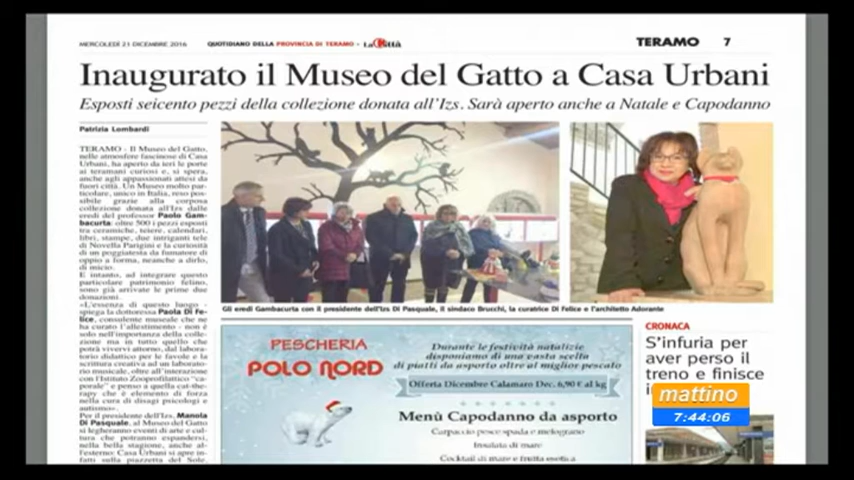 MERCOLEDÌ 21 DICEMBRE 2016
QUOTIDIANO DELLA PROVINCIA DI TERAMO - La Città
TERAMO 7
Inaugurato il Museo del Gatto a Casa Urbani
Esposti seicento pezzi della collezione donata all'Izs. Sarà aperto anche a Natale e Capodanno
Patrizia Lombardi
TERAMO - Il Museo del Gatto,
nelle atmosfere fascinose di Casa
Urbani, ha aperto da ieri le porte
ai teramani curiosi e, si spera,
anche agli appassionati attesi da
fuori città. Un Museo molto par-
ticolare, unico in Italia, reso pos-
sibile grazie alla corposa
collezione donata all'Izs dalle
eredi del professor Paolo Gam-
bacurta: oltre 500 i pezzi esposti
tra ceramiche, teiere, calendari,
libri, stampe, due intriganti tele
di Novella Parigini e la curiosità
di un poggiatesta da fumatore di
oppio a forma, neanche a dirlo,
di micio.
E intanto, ad integrare questo
particolare patrimonio felino,
sono già arrivate le prime due
donazioni.
«L'essenza di questo luogo -
spiega la dottoressa Paola Di Fe-
lice, consulente museale che ne
ha curato l'allestimento - non è
solo nell'importanza della colle-
zione ma in tutto quello che
potrà vivervi attorno, dal labora-
torio didattico per le favole e la
scrittura creativa ad un laborato-
rio museale, oltre all'interazione
con l'Istituto Zooprofilattico “ca-
porale” e penso a quella cat-the-
rapy che è elemento di forza
nella cura di disagi psicologi e
autismo».
Per il presidente dell'Izs, Manola
Di Pasquale, al Museo del Gatto
si legheranno eventi di arte e cul-
tura che potranno espandersi,
nella bella stagione, anche al-
l'esterno: Casa Urbani si apre in-
fatti sulla piazzetta del Sole,
Gli eredi Gambacurta con il presidente dell'Izs Di Pasquale, il sindaco Brucchi, la curatrice Di Felice e l'architetto Adorante
PESCHERIA
POLO NORD
Durante le festività natalizie
disponiamo di una vasta scelta
di piatti da asporto oltre al miglior pescato
Offerta Dicembre Calamaro Dec. 6,90 € al kg
Menù Capodanno da asporto
Carpaccio pesce spada e melograno
Insalata di mare
Cocktail di mare e frutta esotica
CRONACA
S'infuria per
aver perso il
treno e finisce
mattino
7:44:06